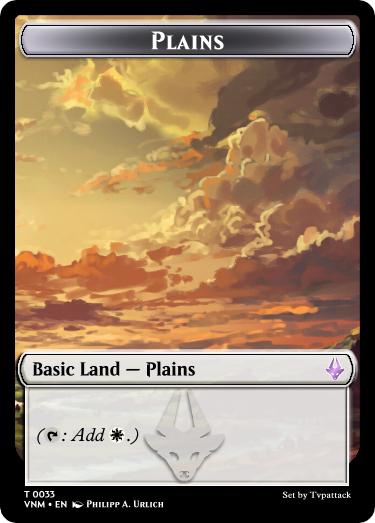 Plains
Basic Land — Plains
(: Add .)
T 0033
VNM • EN Philipp A. Urlich
Set by Tvpattack